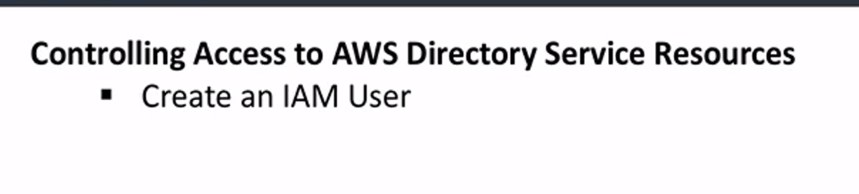 Controlling Access to AWS Directory Service Resources
▪ Create an IAM User